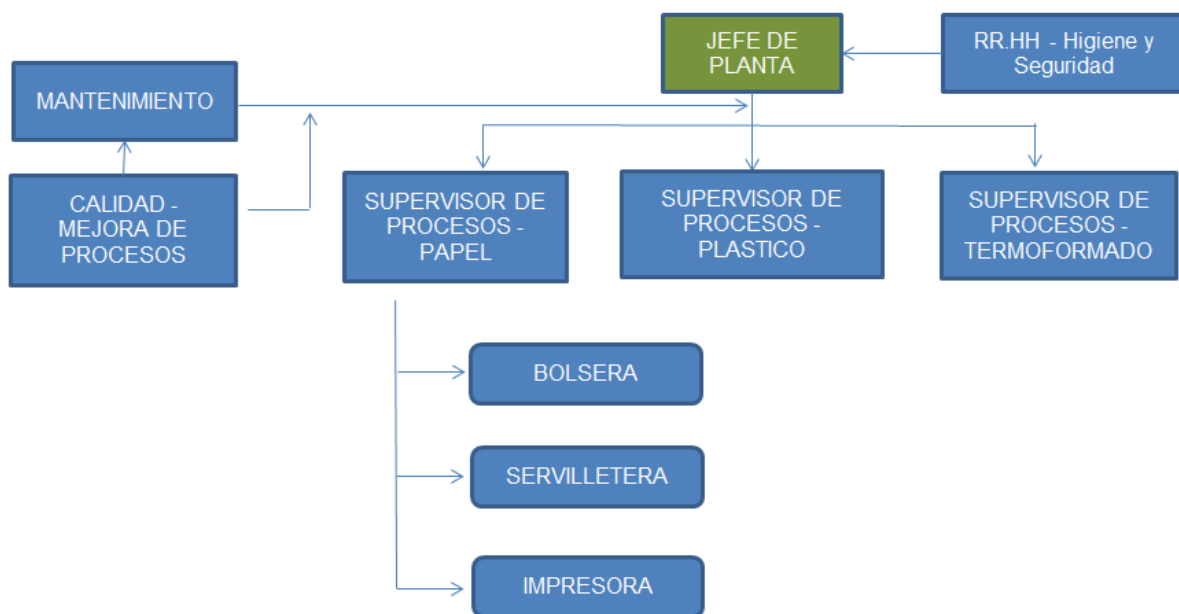 JEFE DE
PLANTA
RR.HH - Higiene y
Seguridad
MANTENIMIENTO
CALIDAD -
MEJORA DE
PROCESOS
SUPERVISOR DE
PROCESOS -
PAPEL
SUPERVISOR DE
PROCESOS -
PLASTICO
SUPERVISOR DE
PROCESOS -
TERMOFORMADO
BOLSERA
SERVILLETERA
IMPRESORA